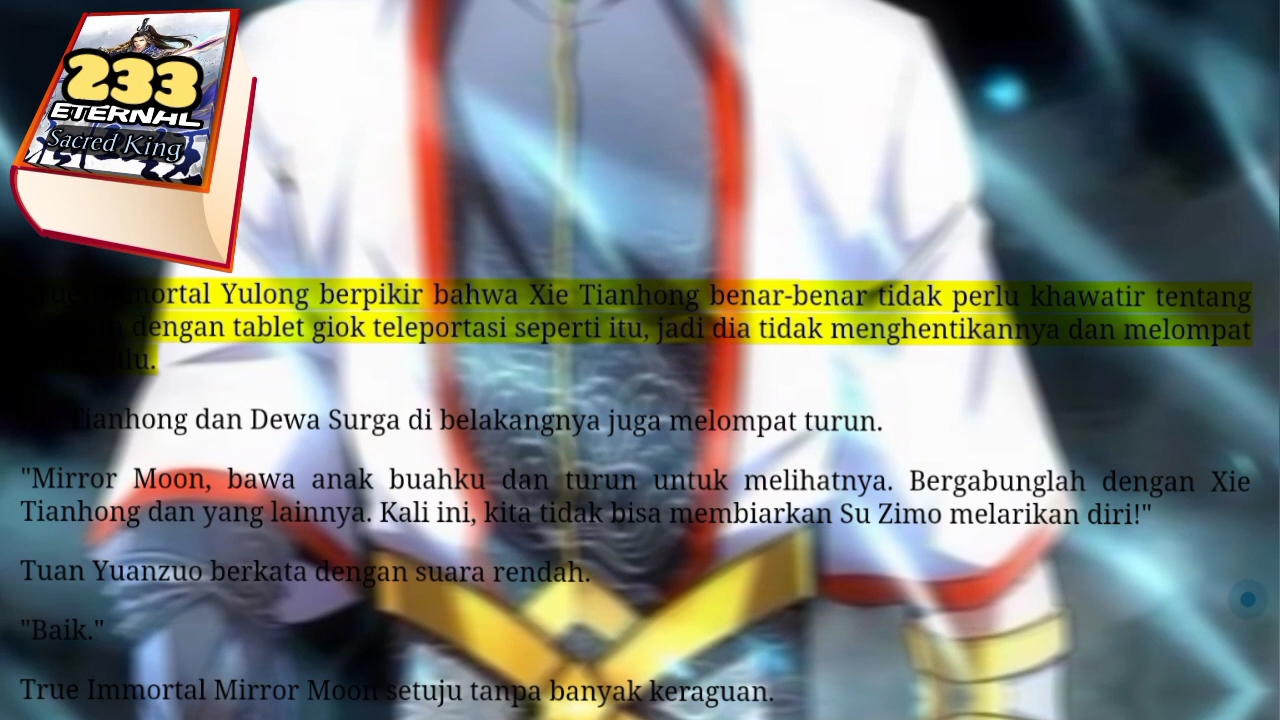 233
ETERNAL
Sacred King
Immortal Yulong berpikir bahwa Xie Tianhong benar-benar tidak perlu khawatir tentang
dengan tablet giok teleportasi seperti itu, jadi dia tidak menghentikannya dan melompat
Tianhong dan Dewa Surga di belakangnya juga melompat turun.
"Mirror Moon, bawa anak buahku dan turun untuk melihatnya. Bergabunglah dengan Xie
Tianhong dan yang lainnya. Kali ini, kita tidak bisa membiarkan Su Zimo melarikan diri!"
Tuan Yuanzuo berkata dengan suara rendah.
"Baik."
True Immortal Mirror Moon setuju tanpa banyak keraguan.